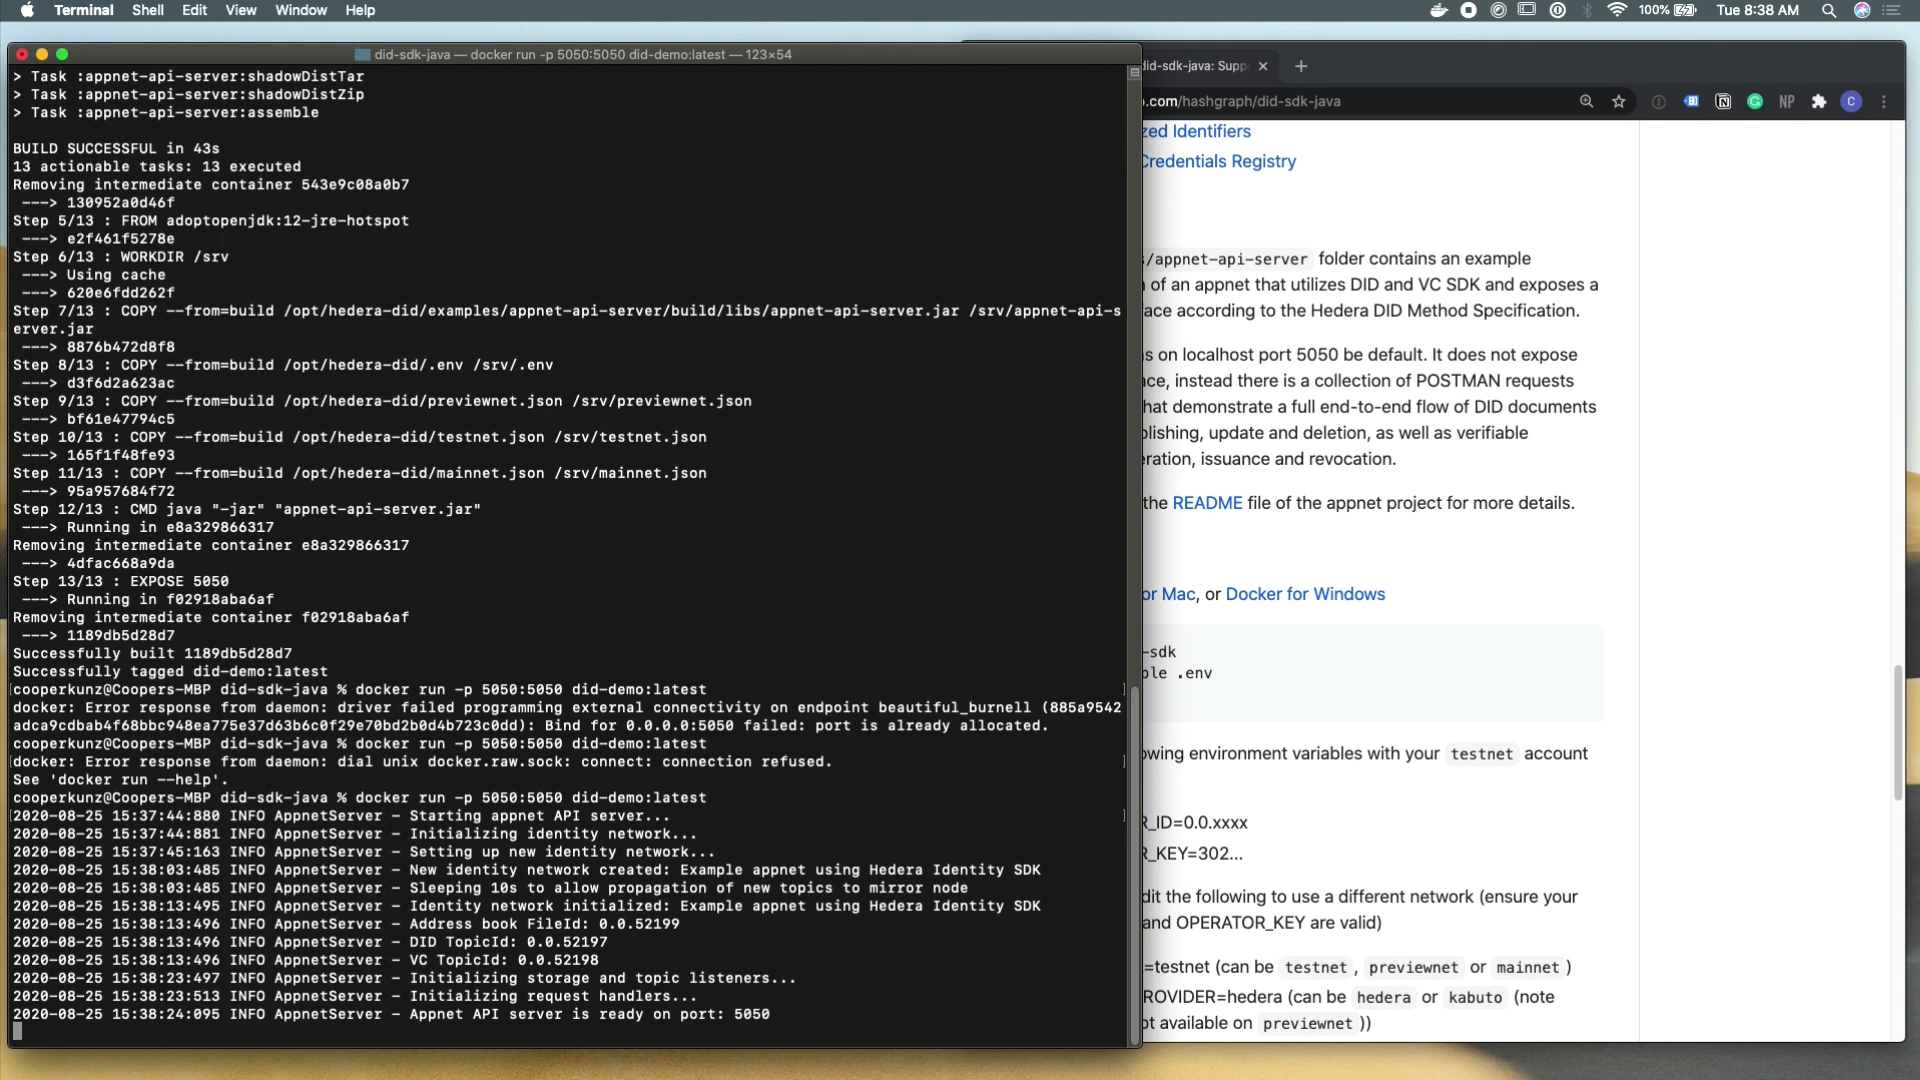 Terminal Shell Edit View Window Help
100% Tue 8:38 AM
did-sdk-java — docker run -p 5050:5050 did-demo:latest — 123×54
> Task :appnet-api-server:shadowDistTar
> Task :appnet-api-server:shadowDistZip
> Task :appnet-api-server:assemble
BUILD SUCCESSFUL in 43s
13 actionable tasks: 13 executed
Removing intermediate container 543e9c08a0b7
---> 130952a0d46f
Step 5/13 : FROM adoptopenjdk:12-jre-hotspot
---> e2f461f5278e
Step 6/13 : WORKDIR /srv
---> Using cache
---> 620e6fdd262f
Step 7/13 : COPY --from=build /opt/hedera-did/examples/appnet-api-server/build/libs/appnet-api-server.jar /srv/appnet-api-s
erver.jar
---> 8876b472d8f8
Step 8/13 : COPY --from=build /opt/hedera-did/.env /srv/.env
---> d3f6d2a623ac
Step 9/13 : COPY --from=build /opt/hedera-did/previewnet.json /srv/previewnet.json
---> bf61e47794c5
Step 10/13 : COPY --from=build /opt/hedera-did/testnet.json /srv/testnet.json
---> 165f1f48fe93
Step 11/13 : COPY --from=build /opt/hedera-did/mainnet.json /srv/mainnet.json
---> 95a957684f72
Step 12/13 : CMD java "-jar" "appnet-api-server.jar"
---> Running in e8a329866317
Removing intermediate container e8a329866317
---> 4dfac668a9da
Step 13/13 : EXPOSE 5050
---> Running in f02918aba6af
Removing intermediate container f02918aba6af
---> 1189db5d28d7
Successfully built 1189db5d28d7
Successfully tagged did-demo:latest
[cooperkunz@Coopers-MBP did-sdk-java % docker run -p 5050:5050 did-demo:latest ]
docker: Error response from daemon: driver failed programming external connectivity on endpoint beautiful_burnell (885a9542
adca9cdbab4f68bbc948ea775e37d63b6c0f29e70bd2b0d4b723c0dd): Bind for 0.0.0.0:5050 failed: port is already allocated.
cooperkunz@Coopers-MBP did-sdk-java % docker run -p 5050:5050 did-demo:latest
[docker: Error response from daemon: dial unix docker.raw.sock: connect: connection refused. ]
See 'docker run --help'.
cooperkunz@Coopers-MBP did-sdk-java % docker run -p 5050:5050 did-demo:latest
[2020-08-25 15:37:44:880 INFO AppnetServer - Starting appnet API server... ]
2020-08-25 15:37:44:881 INFO AppnetServer - Initializing identity network...
2020-08-25 15:37:45:163 INFO AppnetServer - Setting up new identity network...
2020-08-25 15:38:03:485 INFO AppnetServer - New identity network created: Example appnet using Hedera Identity SDK
2020-08-25 15:38:03:485 INFO AppnetServer - Sleeping 10s to allow propagation of new topics to mirror node
2020-08-25 15:38:13:495 INFO AppnetServer - Identity network initialized: Example appnet using Hedera Identity SDK
2020-08-25 15:38:13:496 INFO AppnetServer - Address book FileId: 0.0.52199
2020-08-25 15:38:13:496 INFO AppnetServer - DID TopicId: 0.0.52197
2020-08-25 15:38:13:496 INFO AppnetServer - VC TopicId: 0.0.52198
2020-08-25 15:38:23:497 INFO AppnetServer - Initializing storage and topic listeners...
2020-08-25 15:38:23:513 INFO AppnetServer - Initializing request handlers...
2020-08-25 15:38:24:095 INFO AppnetServer - Appnet API server is ready on port: 5050
did-sdk-java: Supp
.com/hashgraph/did-sdk-java
NP C
zed Identifiers
Credentials Registry
/appnet-api-server folder contains an example
of an appnet that utilizes DID and VC SDK and exposes a
ace according to the Hedera DID Method Specification.
s on localhost port 5050 be default. It does not expose
ace, instead there is a collection of POSTMAN requests
hat demonstrate a full end-to-end flow of DID documents
blishing, update and deletion, as well as verifiable
eration, issuance and revocation.
the README file of the appnet project for more details.
or Mac, or Docker for Windows
-sdk
ple .env
owing environment variables with your testnet account
R_ID=0.0.xxxx
R_KEY=302...
dit the following to use a different network (ensure your
and OPERATOR_KEY are valid)
=testnet (can be testnet , previewnet or mainnet )
ROVIDER=hedera (can be hedera or kabuto (note
ot available on previewnet ))